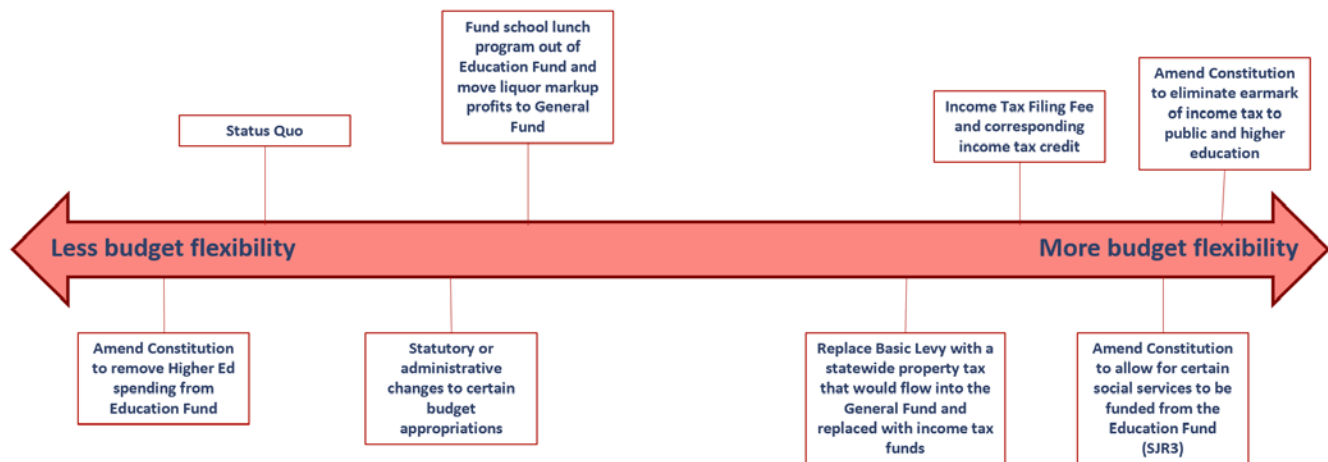 Fund school lunch
program out of
Education Fund and
move liquor markup
profits to General
Fund
Status Quo
Income Tax Filing Fee
and corresponding
income tax credit
Amend Constitution
to eliminate earmark
of income tax to
public and higher
education
Less budget flexibility
More budget flexibility
Amend Constitution
to remove Higher Ed
spending from
Education Fund
Statutory or
administrative
changes to certain
budget
appropriations
Replace Basic Levy with a
statewide property tax
that would flow into the
General Fund and
replaced with income tax
funds
Amend Constitution
to allow for certain
social services to be
funded from the
Education Fund
(SJR3)